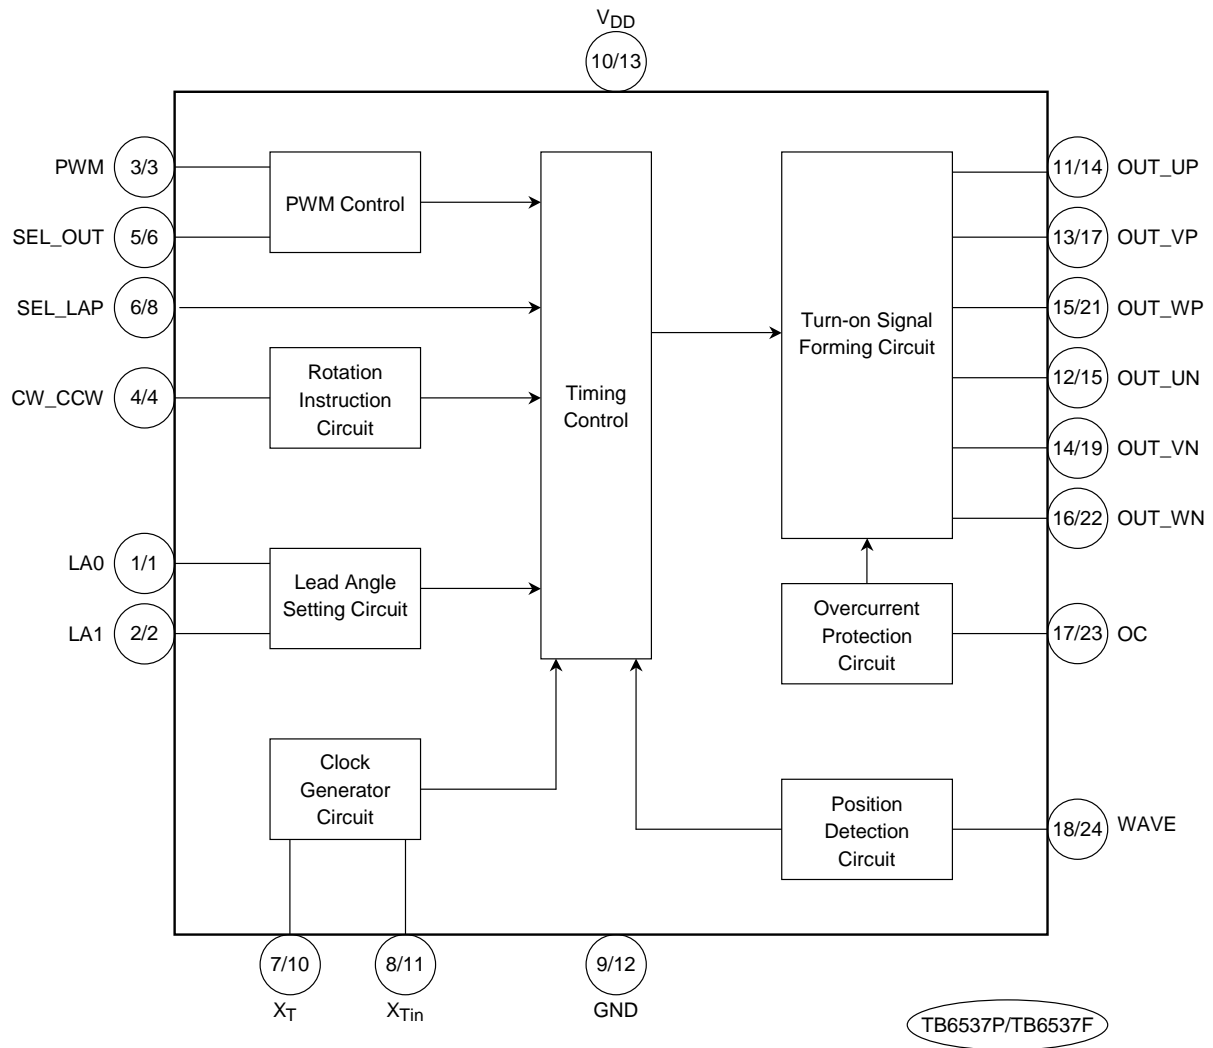 VDD
10/13
PWM 3/3
SEL_OUT 5/6
PWM Control
SEL_LAP 6/8
CW_CCW 4/4
Rotation
Instruction
Circuit
LA0 1/1
LA1 2/2
Lead Angle
Setting Circuit
Timing
Control
Turn-on Signal
Forming Circuit
11/14 OUT_UP
13/17 OUT_VP
15/21 OUT_WP
12/15 OUT_UN
14/19 OUT_VN
16/22 OUT_WN
Overcurrent
Protection
Circuit
17/23 OC
Clock
Generator
Circuit
Position
Detection
Circuit
18/24 WAVE
7/10
XT
8/11
XTin
9/12
GND
TB6537P/TB6537F